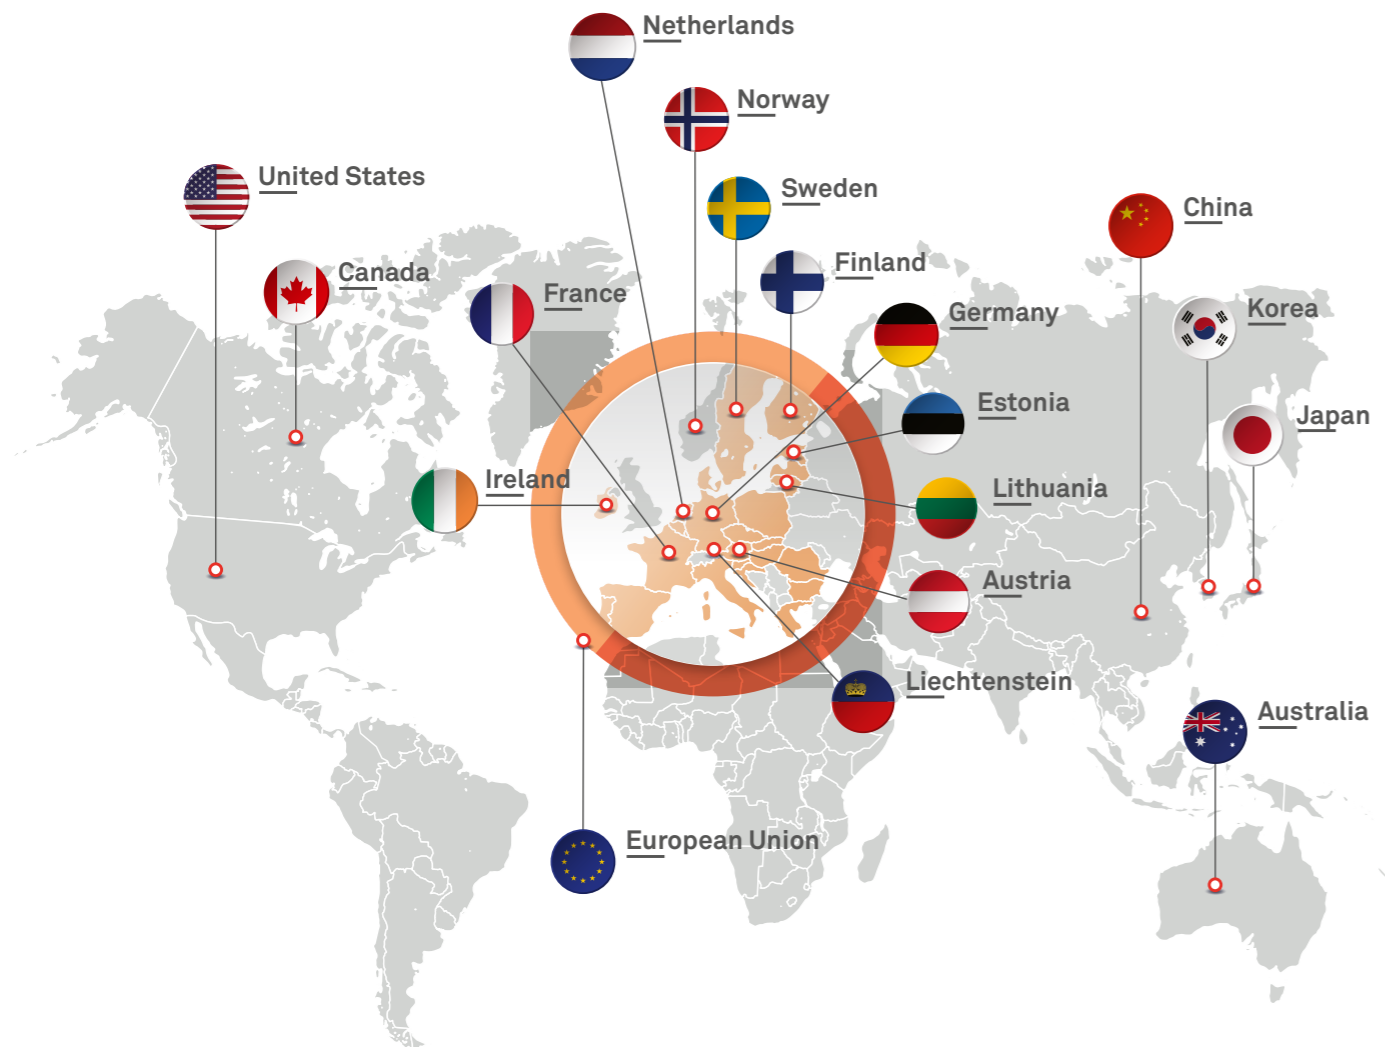 Netherlands
Norway
United States
Sweden
China
Finland
Canada
France
Germany
Korea
Estonia
Japan
Ireland
Lithuania
Austria
Liechtenstein
Australia
European Union